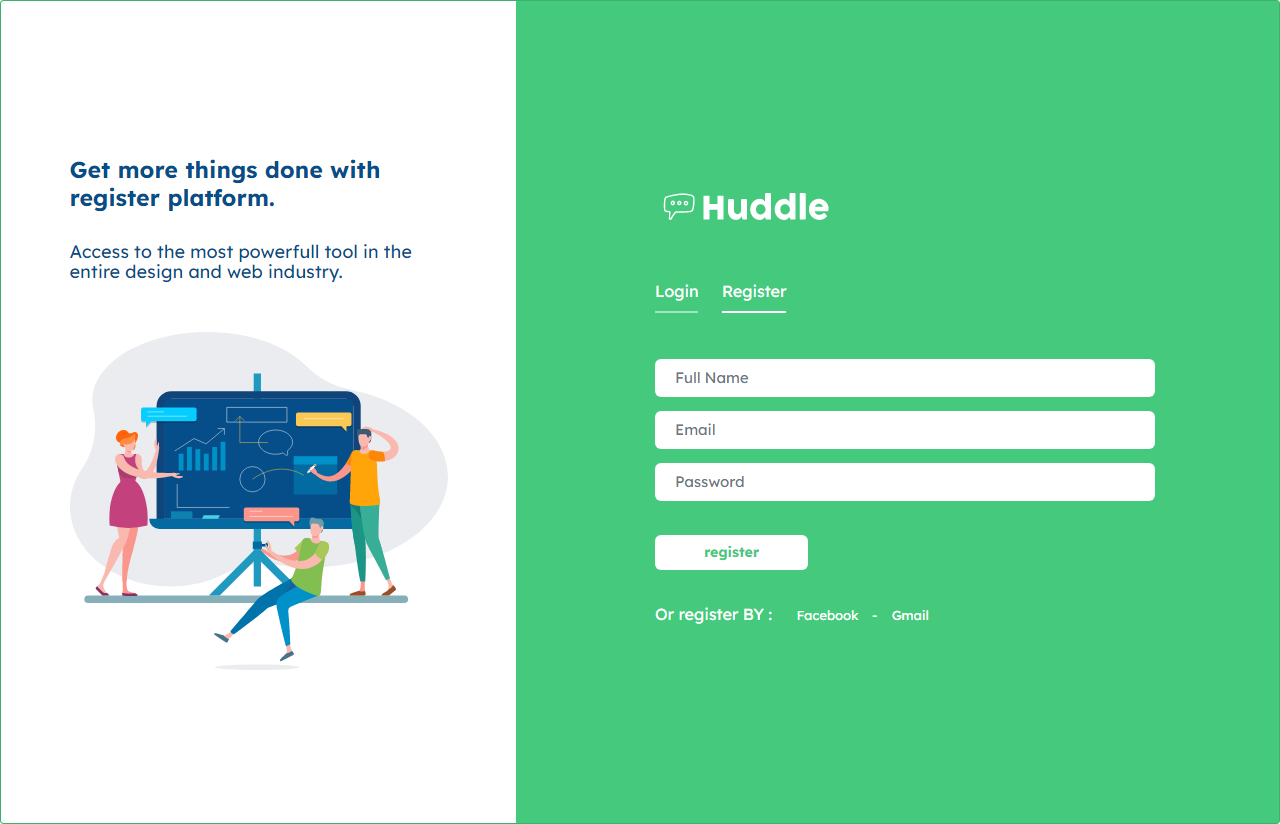 Get more things done with
register platform.
Access to the most powerfull tool in the
entire design and web industry.
Huddle
Login Register
Full Name
Email
Password
register
Or register BY : Facebook - Gmail